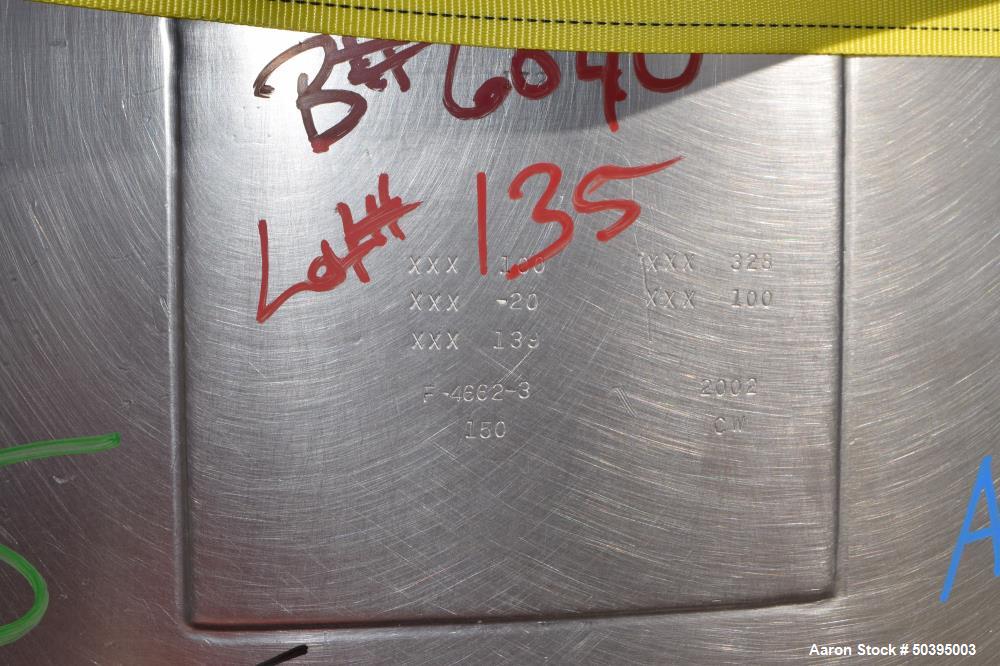 B# 6040
Lot# 135
XXX 100 XXX 328
XXX -20 XXX 100
XXX 139
F-4662-3 2002
150 CW
S
A
Aaron Stock # 50395003